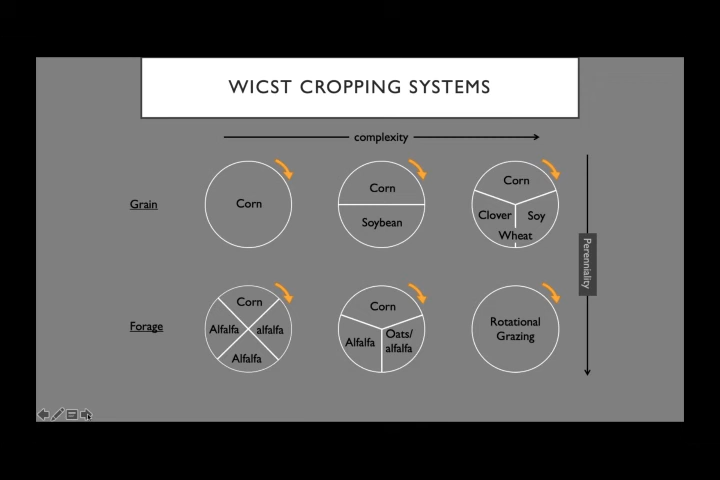 WICST CROPPING SYSTEMS
complexity
Grain
Corn
Corn
Soybean
Corn
Clover
Soy
Wheat
Perenniality
Forage
Corn
Alfalfa
alfalfa
Alfalfa
Corn
Alfalfa
Oats/
alfalfa
Rotational
Grazing